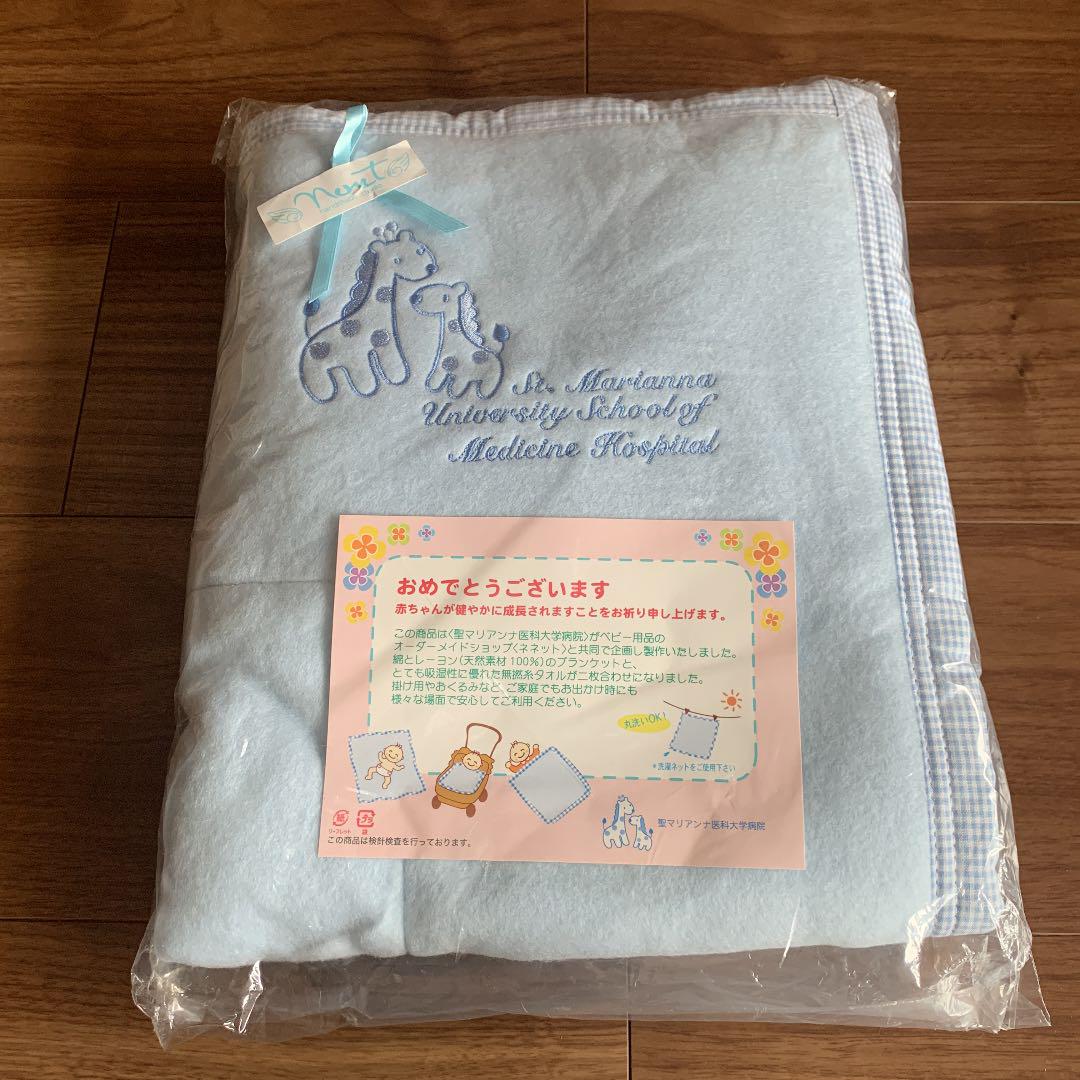 St. Marianna
University School of
Medicine Hospital
おめでとうございます
赤ちゃんが健やかに成長されますことをお祈り申し上げます。
この商品は〈聖マリアンナ医科大学病院〉がベビー用品の
オーダーメイドショップ〈ネネット〉と共同で企画し製作いたしました。
綿とレーヨン(天然素材100%)のブランケットと、
とても吸湿性に優れた無撚糸タオルが二枚合わせになりました。
掛け用やおくるみなど、ご家庭でもお出かけ時にも
様々な場面で安心してご利用ください。
丸洗いOK!
*洗濯ネットをご使用下さい
紙
プラ
リーフレット
袋
この商品は検針検査を行っております。
聖マリアンナ医科大学病院